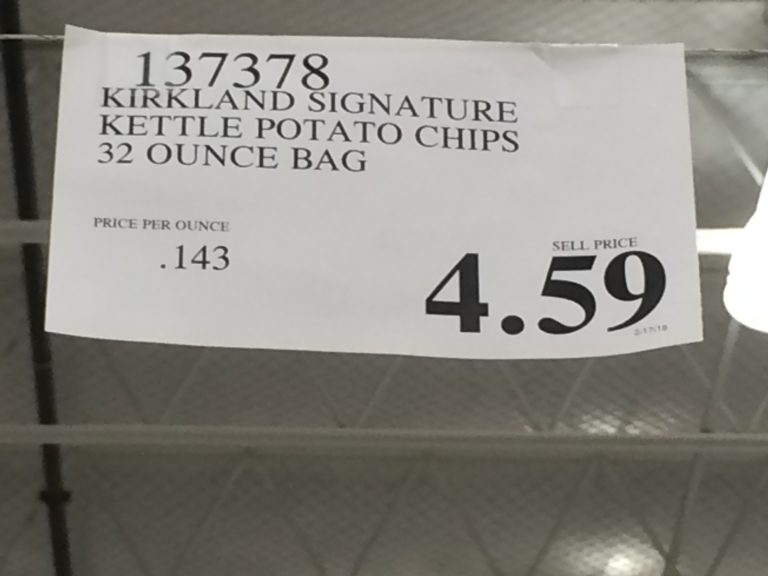 137378
KIRKLAND SIGNATURE
KETTLE POTATO CHIPS
32 OUNCE BAG
PRICE PER OUNCE
.143
SELL PRICE
4.59